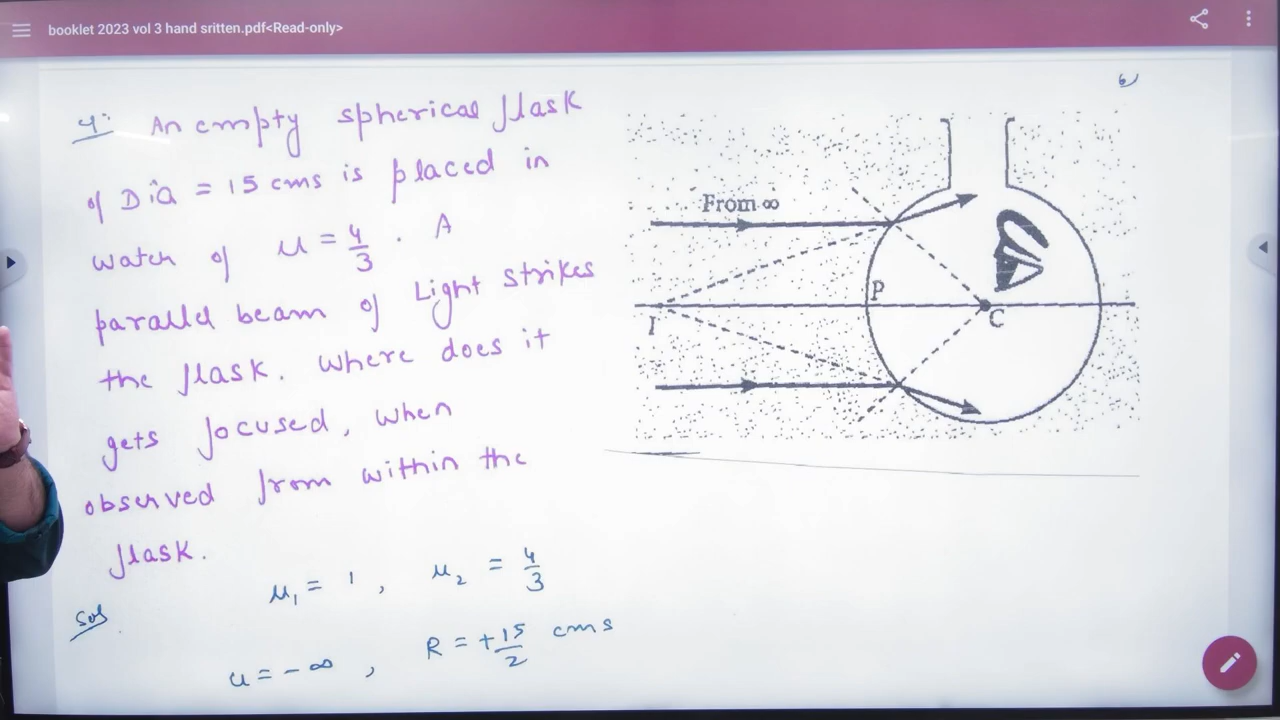 booklet 2023 vol 3 hand sritten.pdf<Read-only>
6)
4: An empty spherical flask
of Dia = 15 cms is placed in
water of μ = 4/3 . A
parallel beam of Light strikes
the flask. Where does it
gets focused, when
observed from within the
flask.
From ∞
P
I
C
Sol
μ₁ = 1 , μ₂ = 4/3
u = - ∞ , R = +15/2 cms